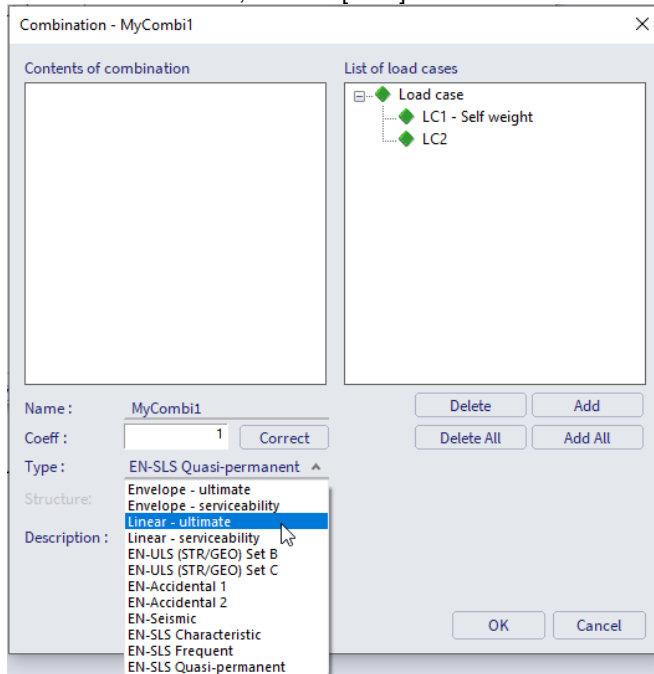 Combination - MyCombi1
Contents of combination
List of load cases
Load case
LC1 - Self weight
LC2
Name :
MyCombi1
Delete
Add
Coeff :
1
Correct
Delete All
Add All
Type :
EN-SLS Quasi-permanent
Structure:
Envelope - ultimate
Envelope - serviceability
Linear - ultimate
Description :
Linear - serviceability
EN-ULS (STR/GEO) Set B
EN-ULS (STR/GEO) Set C
EN-Accidental 1
EN-Accidental 2
EN-Seismic
EN-SLS Characteristic
EN-SLS Frequent
EN-SLS Quasi-permanent
OK
Cancel